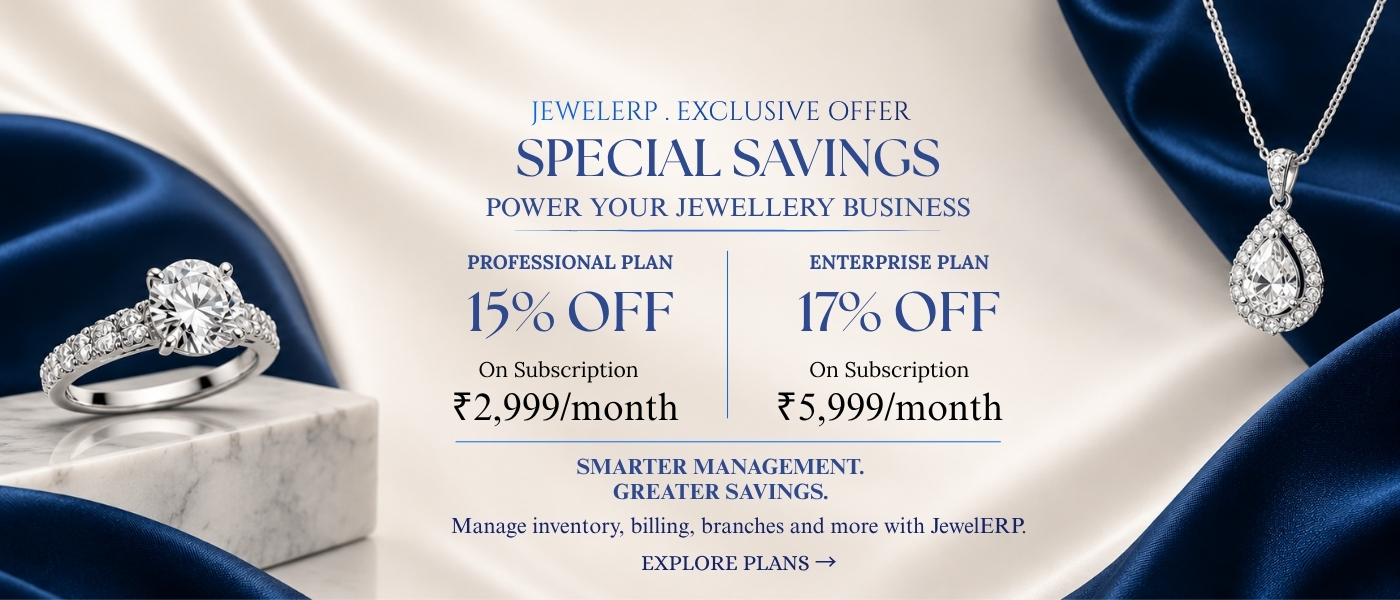 JEWELERP . EXCLUSIVE OFFER
SPECIAL SAVINGS
POWER YOUR JEWELLERY BUSINESS
PROFESSIONAL PLAN
15% OFF
On Subscription
₹2,999/month
ENTERPRISE PLAN
17% OFF
On Subscription
₹5,999/month
SMARTER MANAGEMENT.
GREATER SAVINGS.
Manage inventory, billing, branches and more with JewelERP.
EXPLORE PLANS →